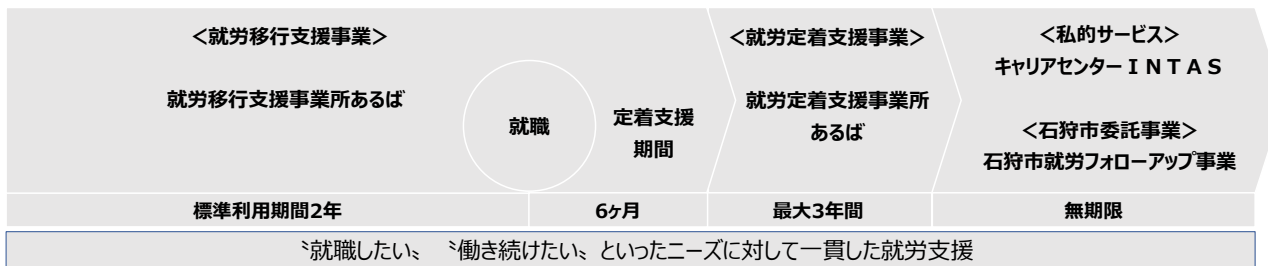 ＜就労移行支援事業＞
就労移行支援事業所あるば
就職
定着支援
期間
＜就労定着支援事業＞
就労定着支援事業所
あるば
＜私的サービス＞
キャリアセンターＩＮＴＡＳ
＜石狩市委託事業＞
石狩市就労フォローアップ事業
標準利用期間2年
6ヶ月
最大3年間
無期限
〝就職したい〟 〝働き続けたい〟といったニーズに対して一貫した就労支援